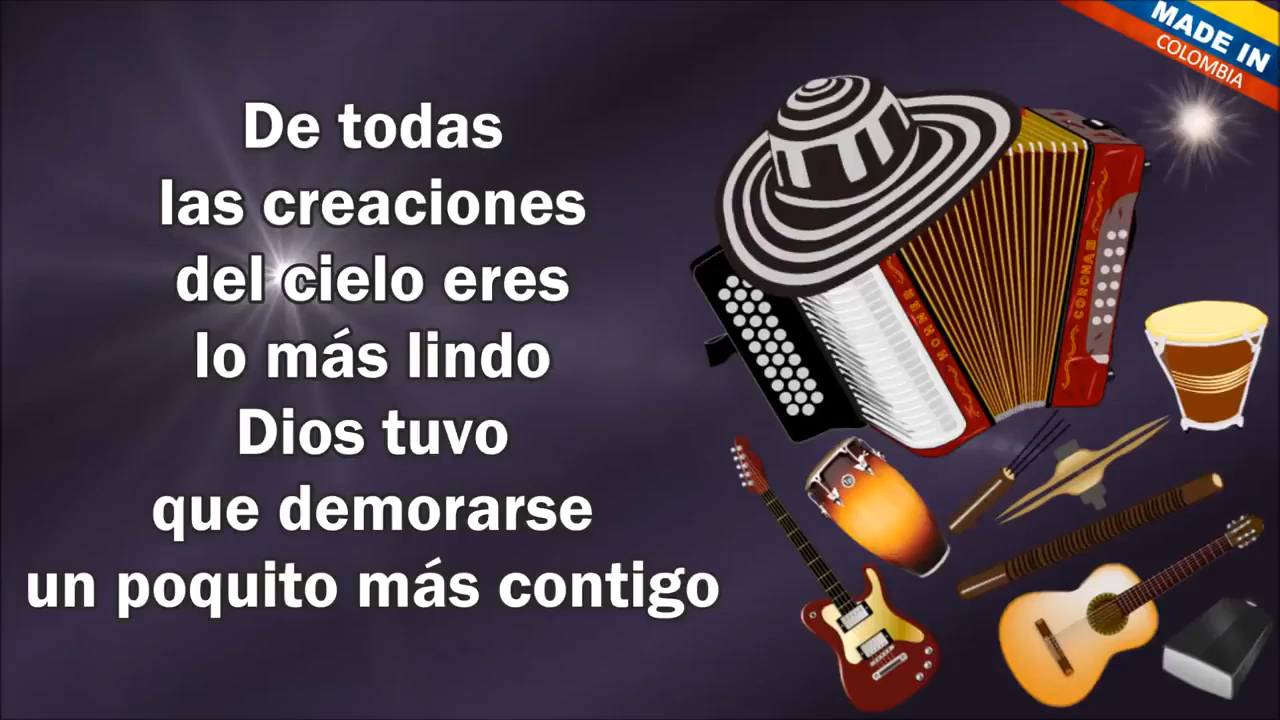 MADE IN
COLOMBIA
De todas
las creaciones
del cielo eres
lo más lindo
Dios tuvo
que demorarse
un poquito más contigo
HOHNER